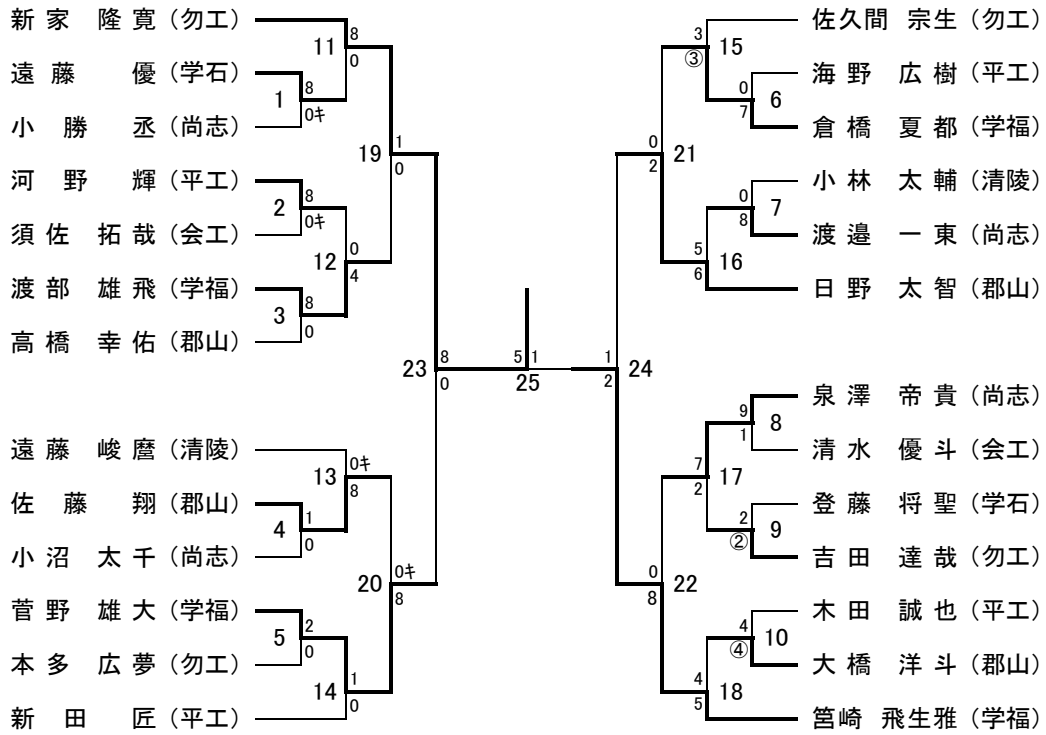 新家 隆寛（勿工）
遠藤 優（学石）
小勝 丞（尚志）
河野 輝（平工）
須佐 拓哉（会工）
渡部 雄飛（学福）
高橋 幸佑（郡山）
遠藤 峻麿（清陵）
佐藤 翔（郡山）
小沼 太千（尚志）
菅野 雄大（学福）
本多 広夢（勿工）
新田 匠（平工）
11 8 0
1 8 0キ
19 1 0
2 8 0キ
12 0 4
3 8 0
23 8 0
13 0キ 8
4 1 0
20 0キ 8
5 2 0
14 1 0
5 1
25
佐久間 宗生（勿工）
海野 広樹（平工）
倉橋 夏都（学福）
小林 太輔（清陵）
渡邉 一東（尚志）
日野 太智（郡山）
泉澤 帝貴（尚志）
清水 優斗（会工）
登藤 将聖（学石）
吉田 達哉（勿工）
木田 誠也（平工）
大橋 洋斗（郡山）
筥崎 飛生雅（学福）
3 ③ 15
0 7 6
0 2 21
0 8 7
5 6 16
1 2 24
9 1 8
7 2 17
2 ② 9
0 8 22
4 ④ 10
4 5 18